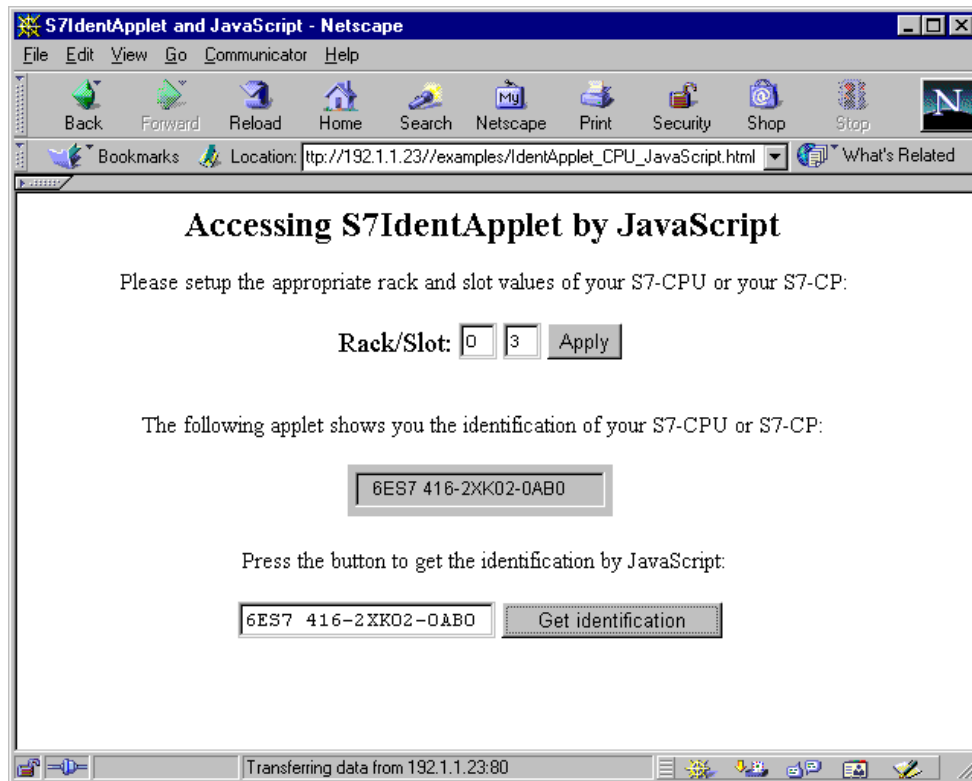 S7IdentApplet and JavaScript - Netscape
File Edit View Go Communicator Help
My
N
Back Forward Reload Home Search Netscape Print Security Shop Stop
Bookmarks Location: ttp://192.1.1.23//examples/IdentApplet_CPU_JavaScript.html What's Related
Accessing S7IdentApplet by JavaScript
Please setup the appropriate rack and slot values of your S7-CPU or your S7-CP:
Rack/Slot: 0 3 Apply
The following applet shows you the identification of your S7-CPU or S7-CP:
6ES7 416-2XK02-0AB0
Press the button to get the identification by JavaScript:
6ES7 416-2XK02-0AB0 Get identification
Transferring data from 192.1.1.23:80